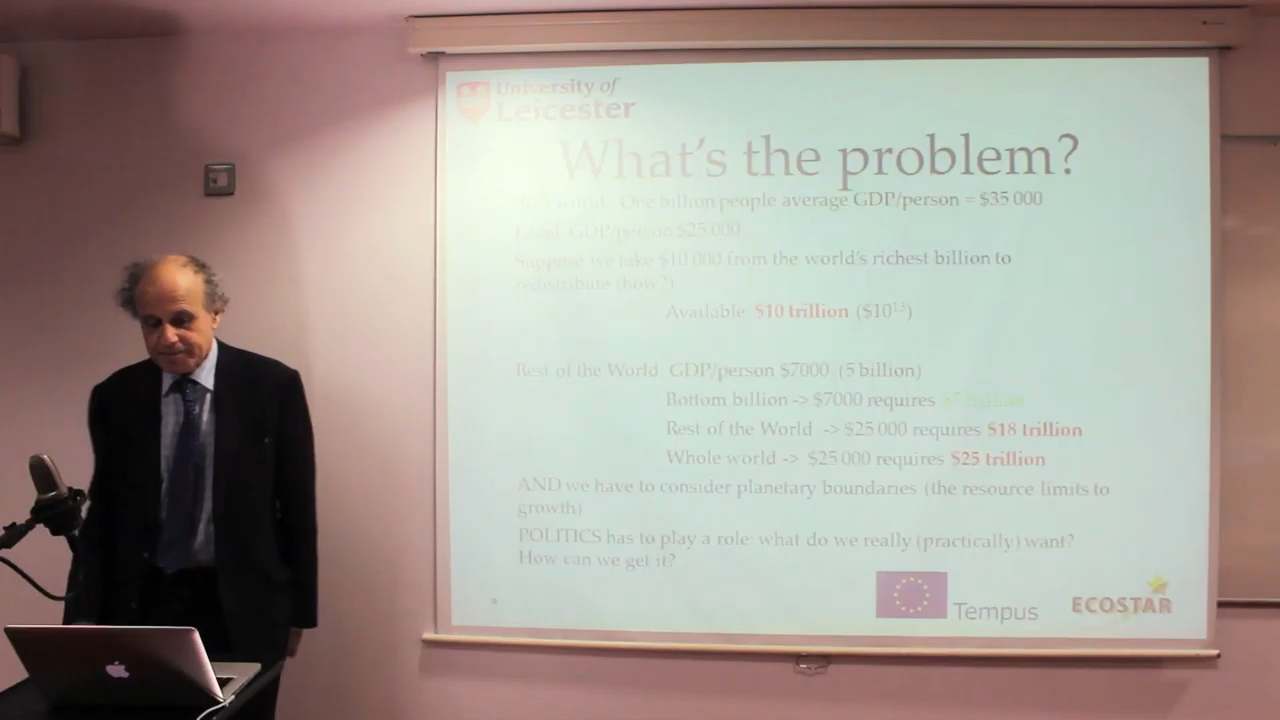 University of
Leicester
What's the problem?
One billion people average GDP/person = $35 000
GDP/person $25 000
Suppose we take $10 000 from the world's richest billion to
redistribute (how?)
Available: $10 trillion ($10¹³)
Rest of the World: GDP/person $7000 (5 billion)
Bottom billion -> $7000 requires
Rest of the World -> $25 000 requires $18 trillion
Whole world -> $25 000 requires $25 trillion
AND we have to consider planetary boundaries (the resource limits to
growth)
POLITICS has to play a role: what do we really (practically) want?
How can we get it?
Tempus
ECOSTAR